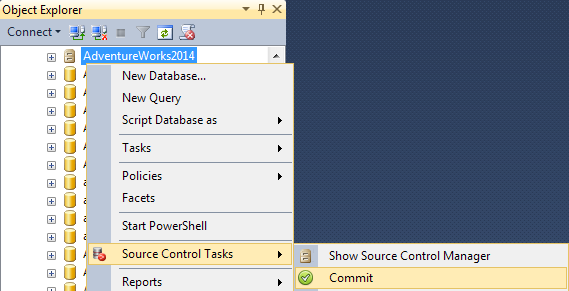 Object Explorer
Connect
AdventureWorks2014
New Database...
New Query
Script Database as
Tasks
Policies
Facets
Start PowerShell
Source Control Tasks
Show Source Control Manager
Commit
Reports